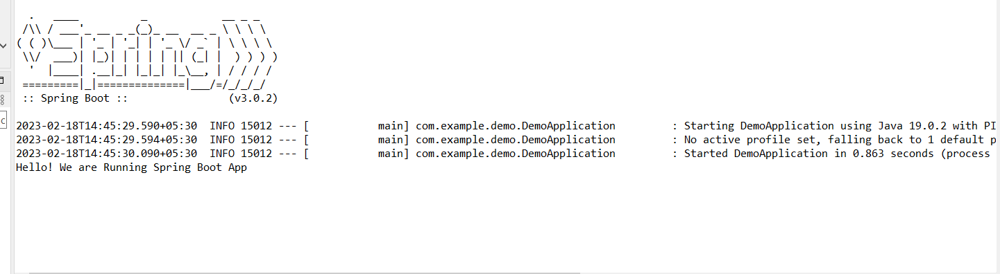 .   ____          _            __ _ _
 /\\ / ___'_ __ _ _(_)_ __  __ _ \ \ \ \
( ( )\___ | '_ | '_| | '_ \/ _` | \ \ \ \
 \\/  ___)| |_)| | | | | || (_| |  ) ) ) )
  '  |____| .__|_| |_|_| |_\__, | / / / /
 =========|_|==============|___/=/_/_/_/
 :: Spring Boot ::                (v3.0.2)
2023-02-18T14:45:29.590+05:30  INFO 15012 --- [           main] com.example.demo.DemoApplication         : Starting DemoApplication using Java 19.0.2 with PI
2023-02-18T14:45:29.594+05:30  INFO 15012 --- [           main] com.example.demo.DemoApplication         : No active profile set, falling back to 1 default p
2023-02-18T14:45:30.090+05:30  INFO 15012 --- [           main] com.example.demo.DemoApplication         : Started DemoApplication in 0.863 seconds (process
Hello! We are Running Spring Boot App